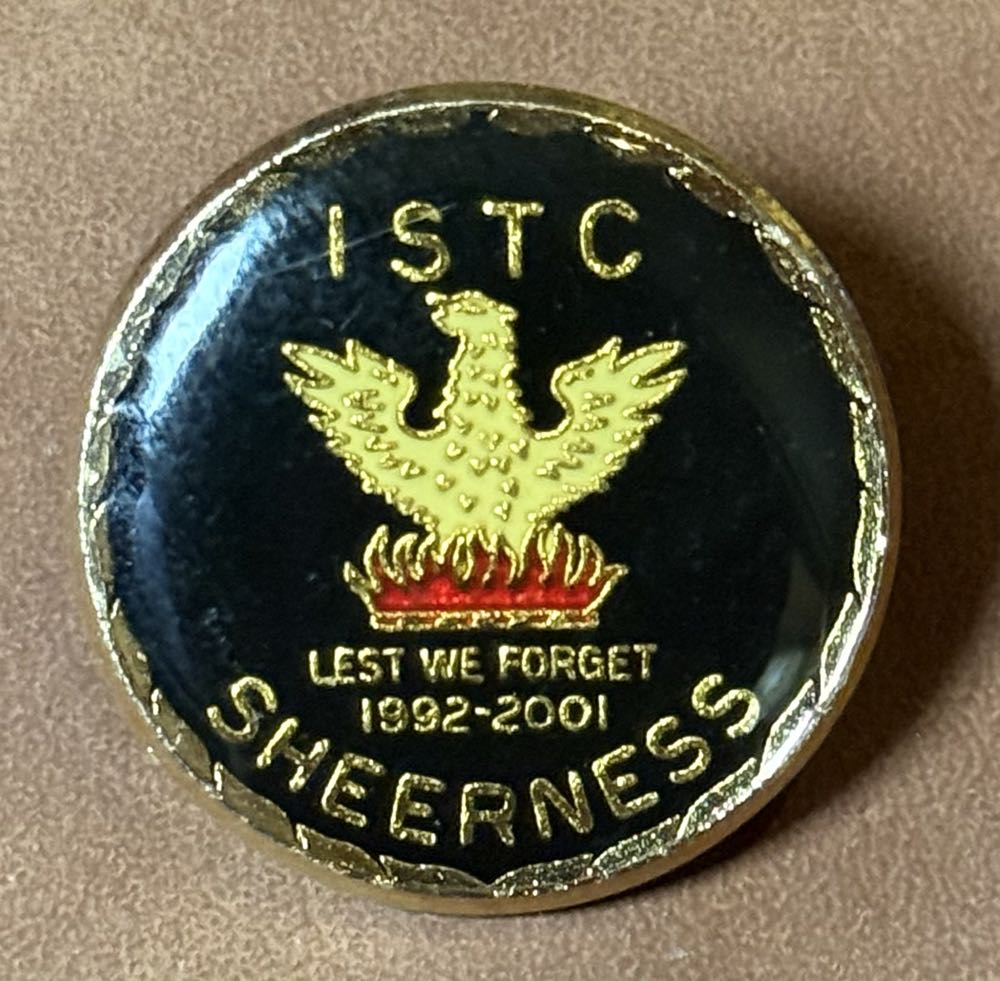 ISTC
LEST WE FORGET
1992-2001
SHEERNESS